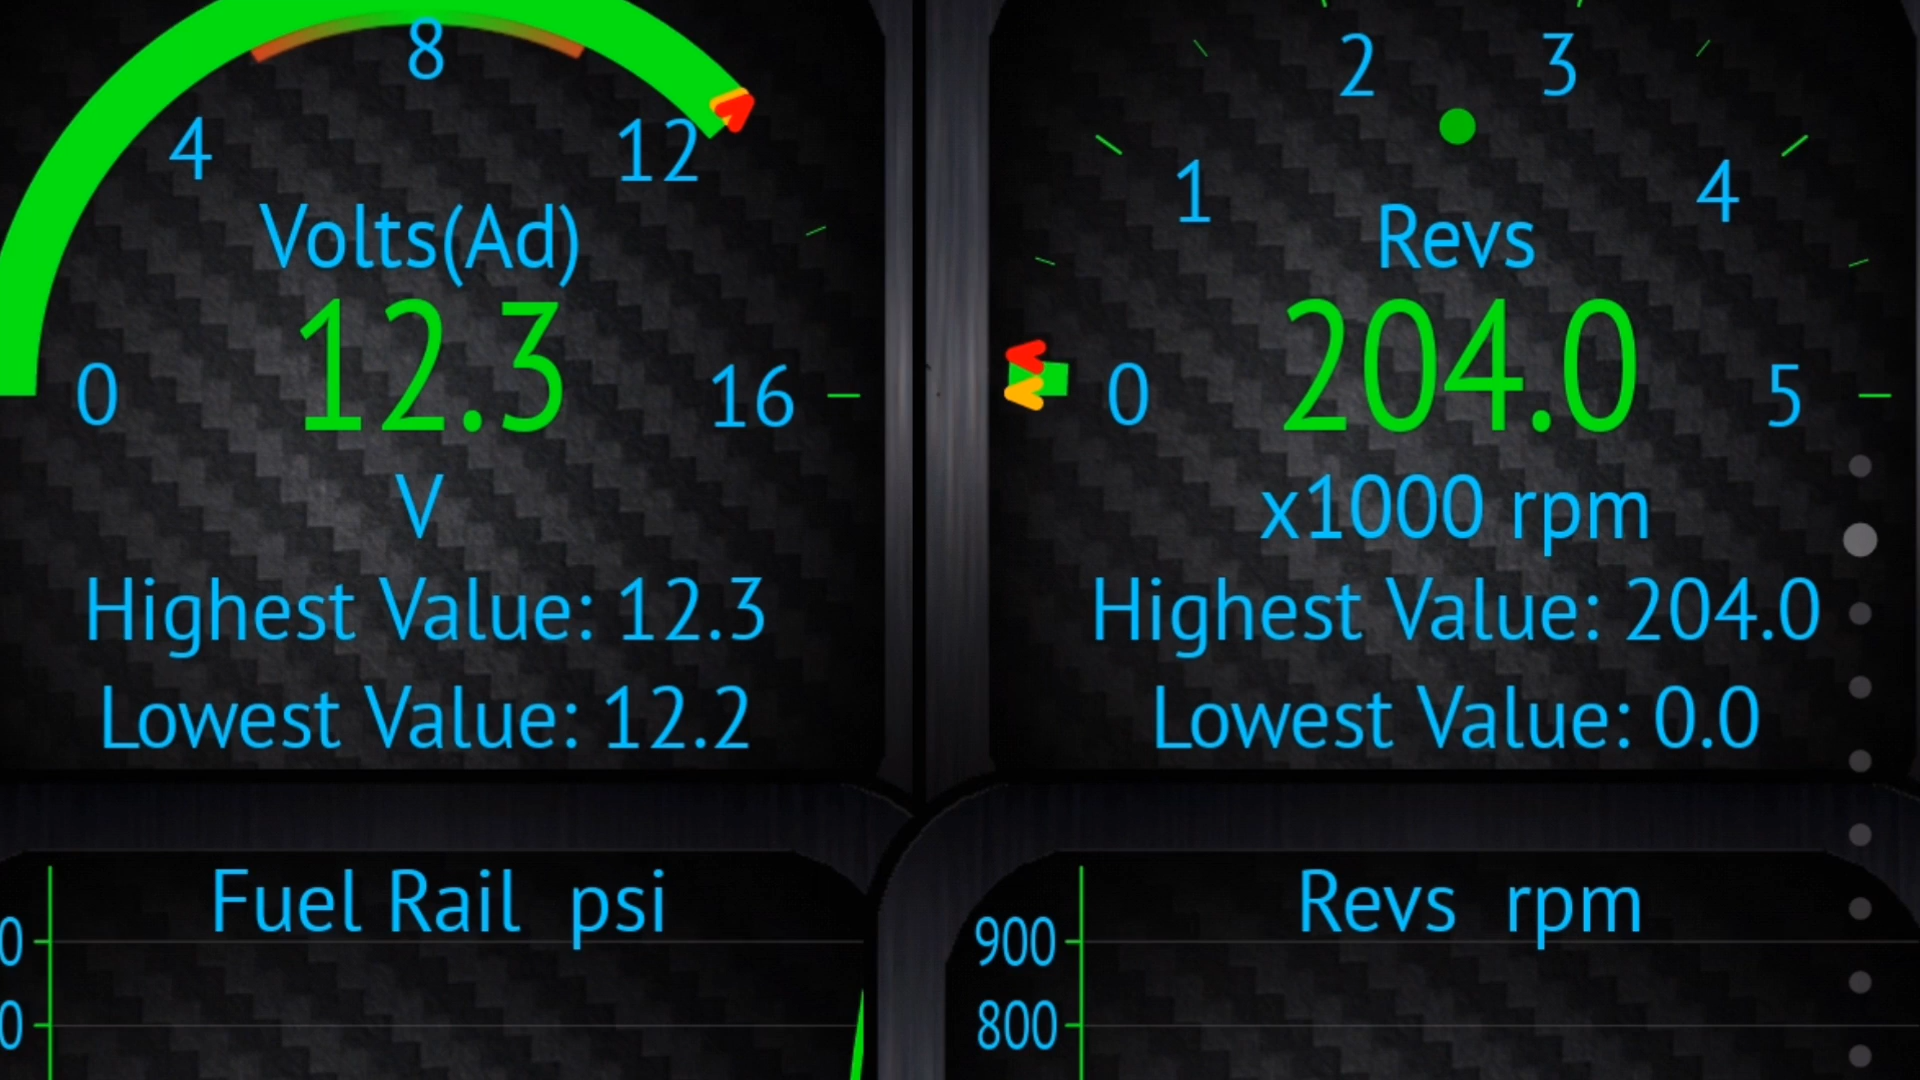 8
4
12
Volts(Ad)
12.3
0
16
V
Highest Value: 12.3
Lowest Value: 12.2
2
3
1
4
Revs
204.0
0
5
x1000 rpm
Highest Value: 204.0
Lowest Value: 0.0
Fuel Rail psi
0
0
Revs rpm
900
800